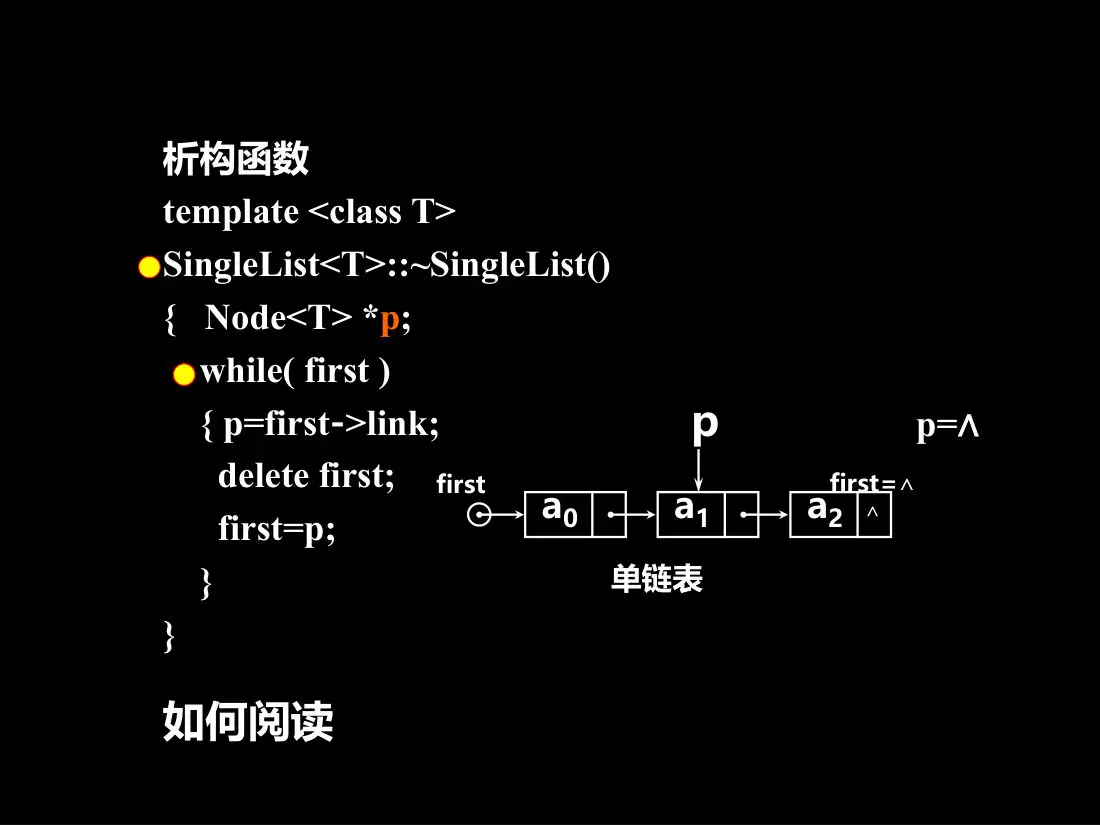 析构函数
template <class T>
SingleList<T>::~SingleList()
{ Node<T> *p;
while( first )
{ p=first->link;
delete first;
first=p;
}
}
p
p=∧
first
first=∧
a₀
a₁
a₂ ∧
单链表
如何阅读